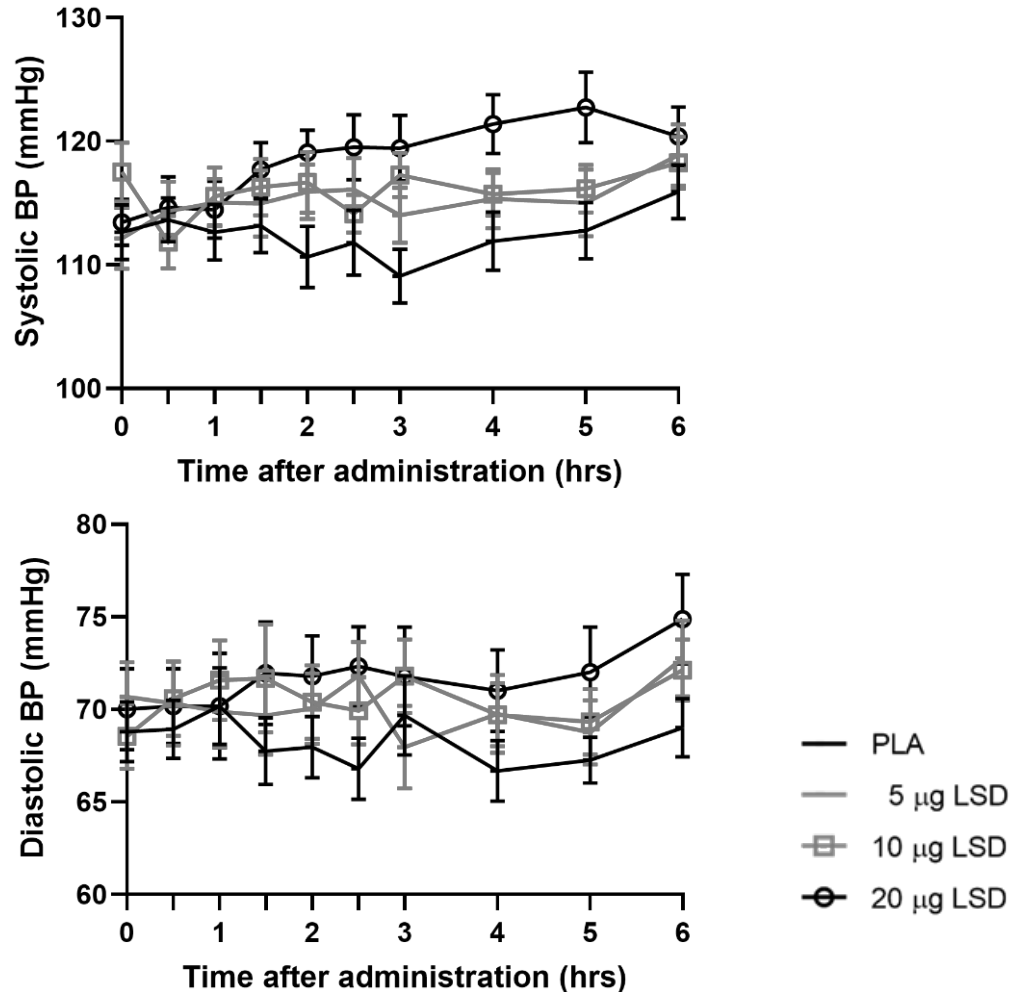 130
120
110
100
Systolic BP (mmHg)
0 1 2 3 4 5 6
Time after administration (hrs)
80
75
70
65
60
Diastolic BP (mmHg)
0 1 2 3 4 5 6
Time after administration (hrs)
PLA
5 μg LSD
10 μg LSD
20 μg LSD